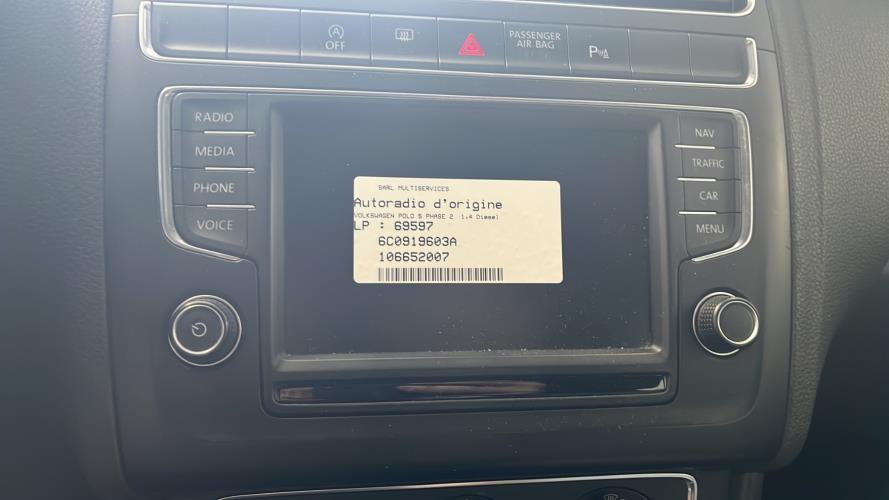 A OFF
PASSENGER AIR BAG
P
RADIO
MEDIA
PHONE
VOICE
NAV
TRAFFIC
CAR
MENU
SARL MULTISERVICES
Autoradio d'origine
VOLKSWAGEN POLO 5 PHASE 2 (1.4 Diesel)
LP : 69597
6C0919603A
106652007